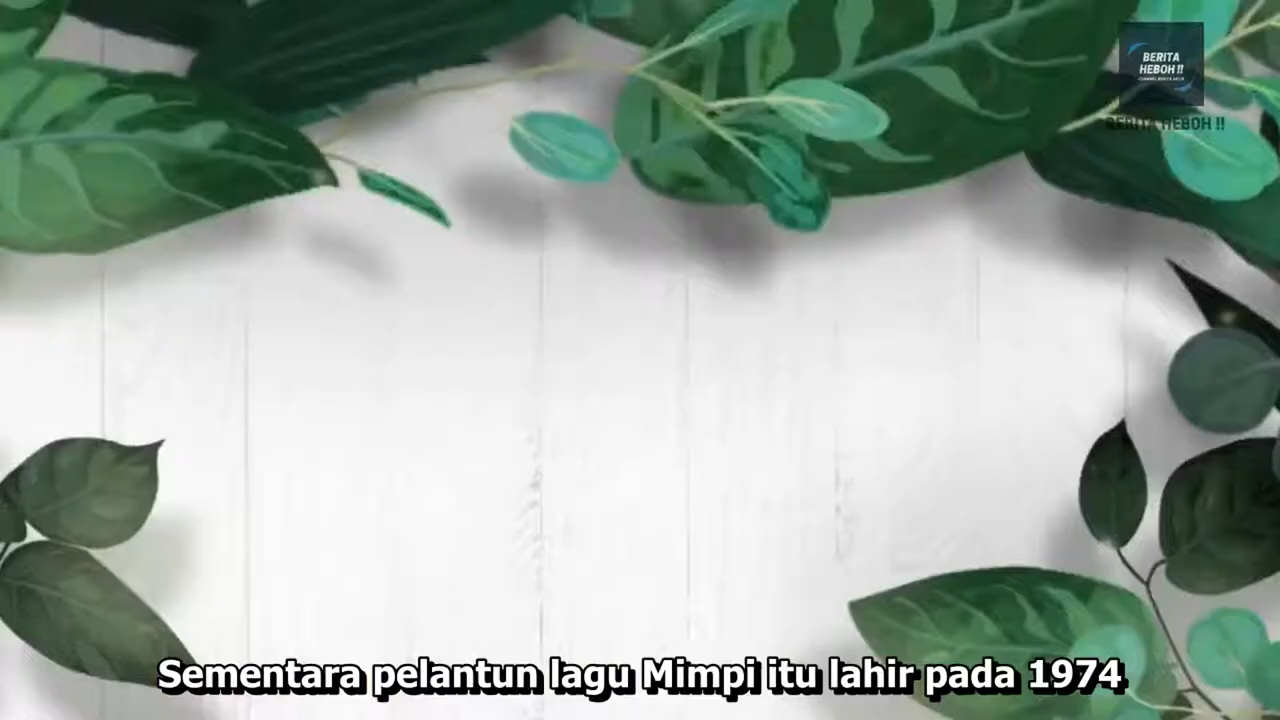 BERITA
HEBOH !!
BERITA HEBOH !!
Sementara pelantun lagu Mimpi itu lahir pada 1974